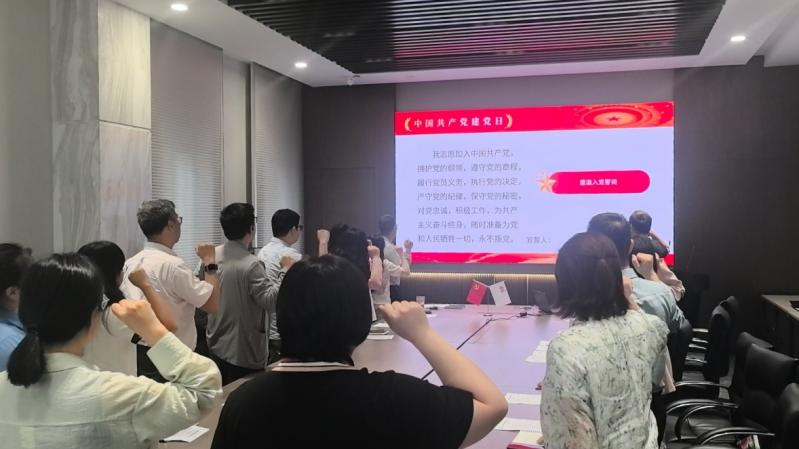 中国共产党建党日
我志愿加入中国共产党，
拥护党的纲领，遵守党的章程，
履行党员义务，执行党的决定，
严守党的纪律，保守党的秘密，
对党忠诚，积极工作，为共产
主义奋斗终身，随时准备为党
和人民牺牲一切，永不叛党。
宣誓人：
重温入党誓词